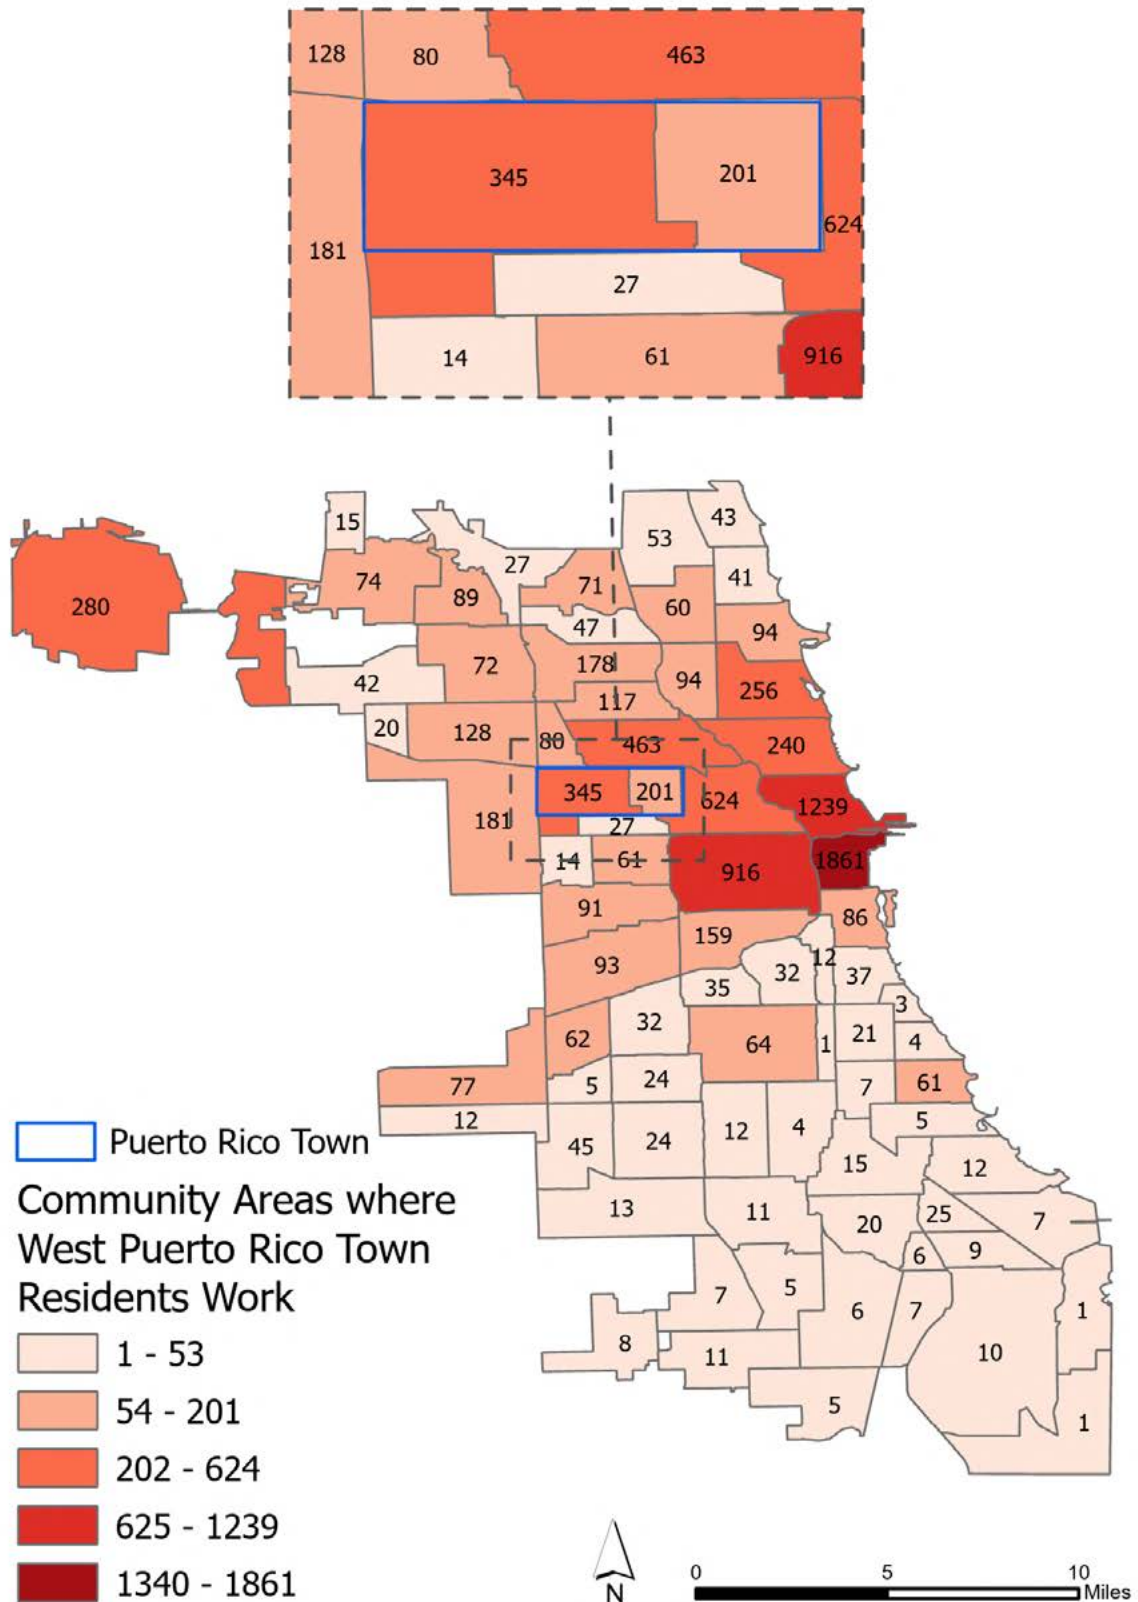 128 80 463
345 201
624
181
27
14 61 916
15
43
53
27
41
74 71
89
280
60
47
94
178
72
94
42
256
117
20
128 80 463 240
345 201 624
1239
181 27
14 61 1861
916
91
86
159
93
12
32 37
35
3
32
62 64 1 21 4
77 5 24 7 61
12
45 24 12 4
5
15
12
13 11
20 25 7
6 9
7 5
6 7 1
8 11
10
5
1
Puerto Rico Town
Community Areas where
West Puerto Rico Town
Residents Work
1 - 53
54 - 201
202 - 624
625 - 1239
1340 - 1861
N
0 5 10
Miles